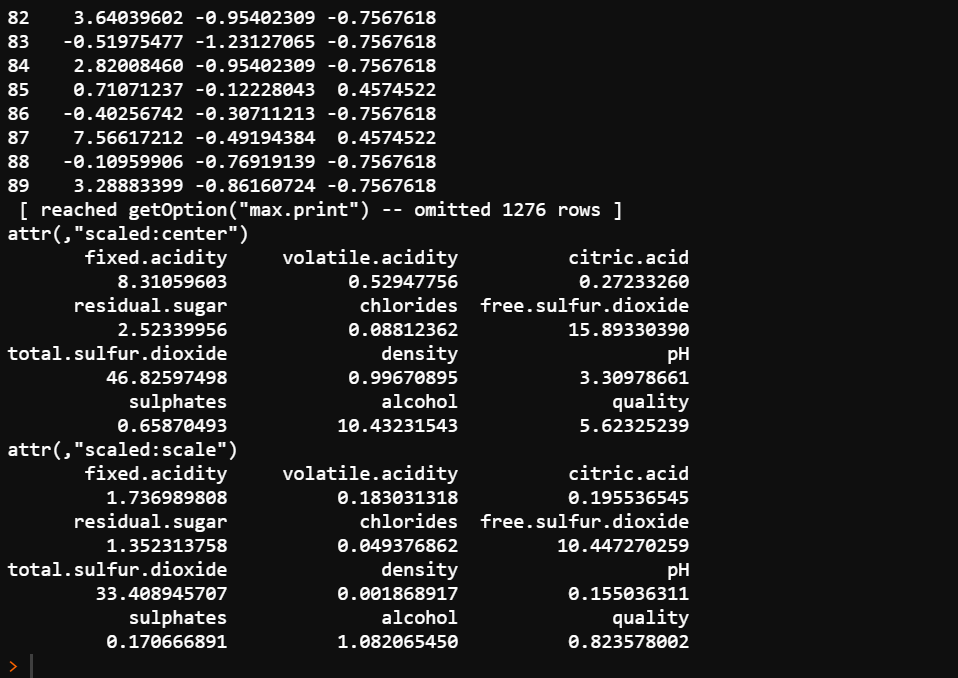 82    3.64039602 -0.95402309 -0.7567618
83   -0.51975477 -1.23127065 -0.7567618
84    2.82008460 -0.95402309 -0.7567618
85    0.71071237 -0.12228043  0.4574522
86   -0.40256742 -0.30711213 -0.7567618
87    7.56617212 -0.49194384  0.4574522
88   -0.10959906 -0.76919139 -0.7567618
89    3.28883399 -0.86160724 -0.7567618
 [ reached getOption("max.print") -- omitted 1276 rows ]
attr(,"scaled:center")
       fixed.acidity     volatile.acidity          citric.acid
          8.31059603           0.52947756           0.27233260
      residual.sugar            chlorides  free.sulfur.dioxide
          2.52339956           0.08812362          15.89330390
total.sulfur.dioxide              density                   pH
         46.82597498           0.99670895           3.30978661
           sulphates              alcohol              quality
          0.65870493          10.43231543           5.62325239
attr(,"scaled:scale")
       fixed.acidity     volatile.acidity          citric.acid
         1.736989808          0.183031318          0.195536545
      residual.sugar            chlorides  free.sulfur.dioxide
         1.352313758          0.049376862         10.447270259
total.sulfur.dioxide              density                   pH
        33.408945707          0.001868917          0.155036311
           sulphates              alcohol              quality
         0.170666891          1.082065450          0.823578002
>